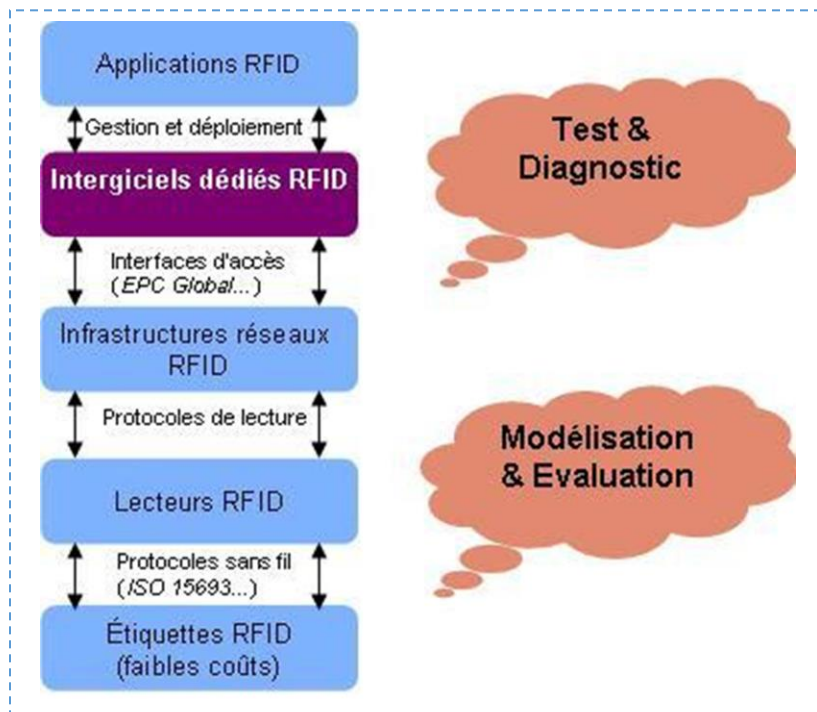 Applications RFID
Gestion et déploiement
Intergiciels dédiés RFID
Interfaces d'accès
(EPC Global...)
Infrastructures réseaux
RFID
Protocoles de lecture
Lecteurs RFID
Protocoles sans fil
(ISO 15693...)
Étiquettes RFID
(faibles coûts)
Test &
Diagnostic
Modélisation
& Evaluation